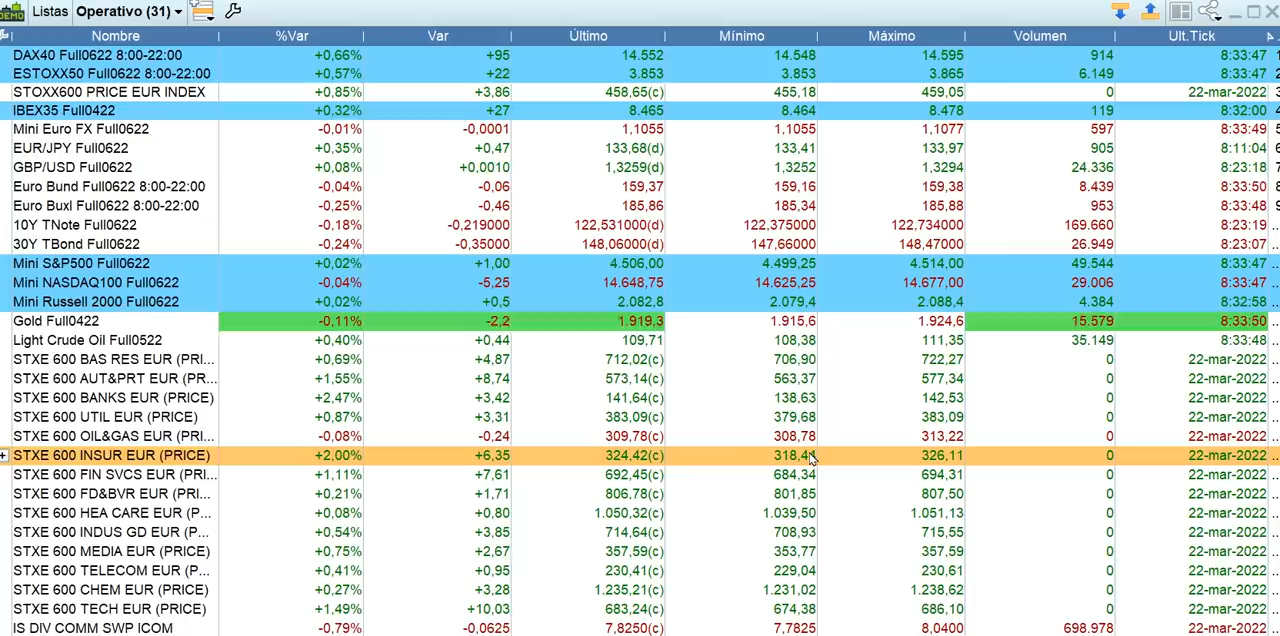 DEMO Listas Operativo (31)
Nombre %Var Var Último Mínimo Máximo Volumen Ult.Tick
DAX40 Full0622 8:00-22:00 +0,66% +95 14.552 14.548 14.595 914 8:33:47
ESTOXX50 Full0622 8:00-22:00 +0,57% +22 3.853 3.853 3.865 6.149 8:33:47
STOXX600 PRICE EUR INDEX +0,85% +3,86 458,65(c) 455,18 459,05 0 22-mar-2022
IBEX35 Full0422 +0,32% +27 8.465 8.464 8.478 119 8:32:00
Mini Euro FX Full0622 -0,01% -0,0001 1,1055 1,1055 1,1077 597 8:33:49
EUR/JPY Full0622 +0,35% +0,47 133,68(d) 133,41 133,97 905 8:11:04
GBP/USD Full0622 +0,08% +0,0010 1,3259(d) 1,3252 1,3294 24.336 8:23:18
Euro Bund Full0622 8:00-22:00 -0,04% -0,06 159,37 159,16 159,38 8.439 8:33:50
Euro Buxl Full0622 8:00-22:00 -0,25% -0,46 185,86 185,34 185,88 953 8:33:48
10Y TNote Full0622 -0,18% -0,219000 122,531000(d) 122,375000 122,734000 169.660 8:23:19
30Y TBond Full0622 -0,24% -0,35000 148,06000(d) 147,66000 148,47000 26.949 8:23:07
Mini S&P500 Full0622 +0,02% +1,00 4.506,00 4.499,25 4.514,00 49.544 8:33:47
Mini NASDAQ100 Full0622 -0,04% -5,25 14.648,75 14.625,25 14.677,00 29.006 8:33:47
Mini Russell 2000 Full0622 +0,02% +0,5 2.082,8 2.079,4 2.088,4 4.384 8:32:58
Gold Full0422 -0,11% -2,2 1.919,3 1.915,6 1.924,6 15.579 8:33:50
Light Crude Oil Full0522 +0,40% +0,44 109,71 108,38 111,35 35.149 8:33:48
STXE 600 BAS RES EUR (PRI... +0,69% +4,87 712,02(c) 706,90 722,27 0 22-mar-2022
STXE 600 AUT&PRT EUR (PR... +1,55% +8,74 573,14(c) 563,37 577,34 0 22-mar-2022
STXE 600 BANKS EUR (PRICE) +2,47% +3,42 141,64(c) 138,63 142,53 0 22-mar-2022
STXE 600 UTIL EUR (PRICE) +0,87% +3,31 383,09(c) 379,68 383,09 0 22-mar-2022
STXE 600 OIL&GAS EUR (PRI... -0,08% -0,24 309,78(c) 308,78 313,22 0 22-mar-2022
STXE 600 INSUR EUR (PRICE) +2,00% +6,35 324,42(c) 318,44 326,11 0 22-mar-2022
STXE 600 FIN SVCS EUR (PRI... +1,11% +7,61 692,45(c) 684,34 694,31 0 22-mar-2022
STXE 600 FD&BVR EUR (PRI... +0,21% +1,71 806,78(c) 801,85 807,50 0 22-mar-2022
STXE 600 HEA CARE EUR (P... +0,08% +0,80 1.050,32(c) 1.039,50 1.051,13 0 22-mar-2022
STXE 600 INDUS GD EUR (P... +0,54% +3,85 714,64(c) 708,93 715,55 0 22-mar-2022
STXE 600 MEDIA EUR (PRICE) +0,75% +2,67 357,59(c) 353,77 357,59 0 22-mar-2022
STXE 600 TELECOM EUR (P... +0,41% +0,95 230,41(c) 229,04 230,61 0 22-mar-2022
STXE 600 CHEM EUR (PRICE) +0,27% +3,28 1.235,21(c) 1.231,02 1.238,62 0 22-mar-2022
STXE 600 TECH EUR (PRICE) +1,49% +10,03 683,24(c) 674,38 686,10 0 22-mar-2022
IS DIV COMM SWP ICOM -0,79% -0,0625 7,8250(c) 7,7825 8,0400 698.978 22-mar-2022